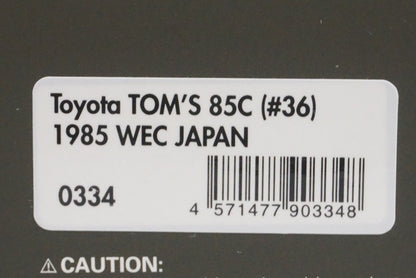 Toyota TOM'S 85C (#36)
1985 WEC JAPAN
0334
4 571477 903348
⚠CAUTION: